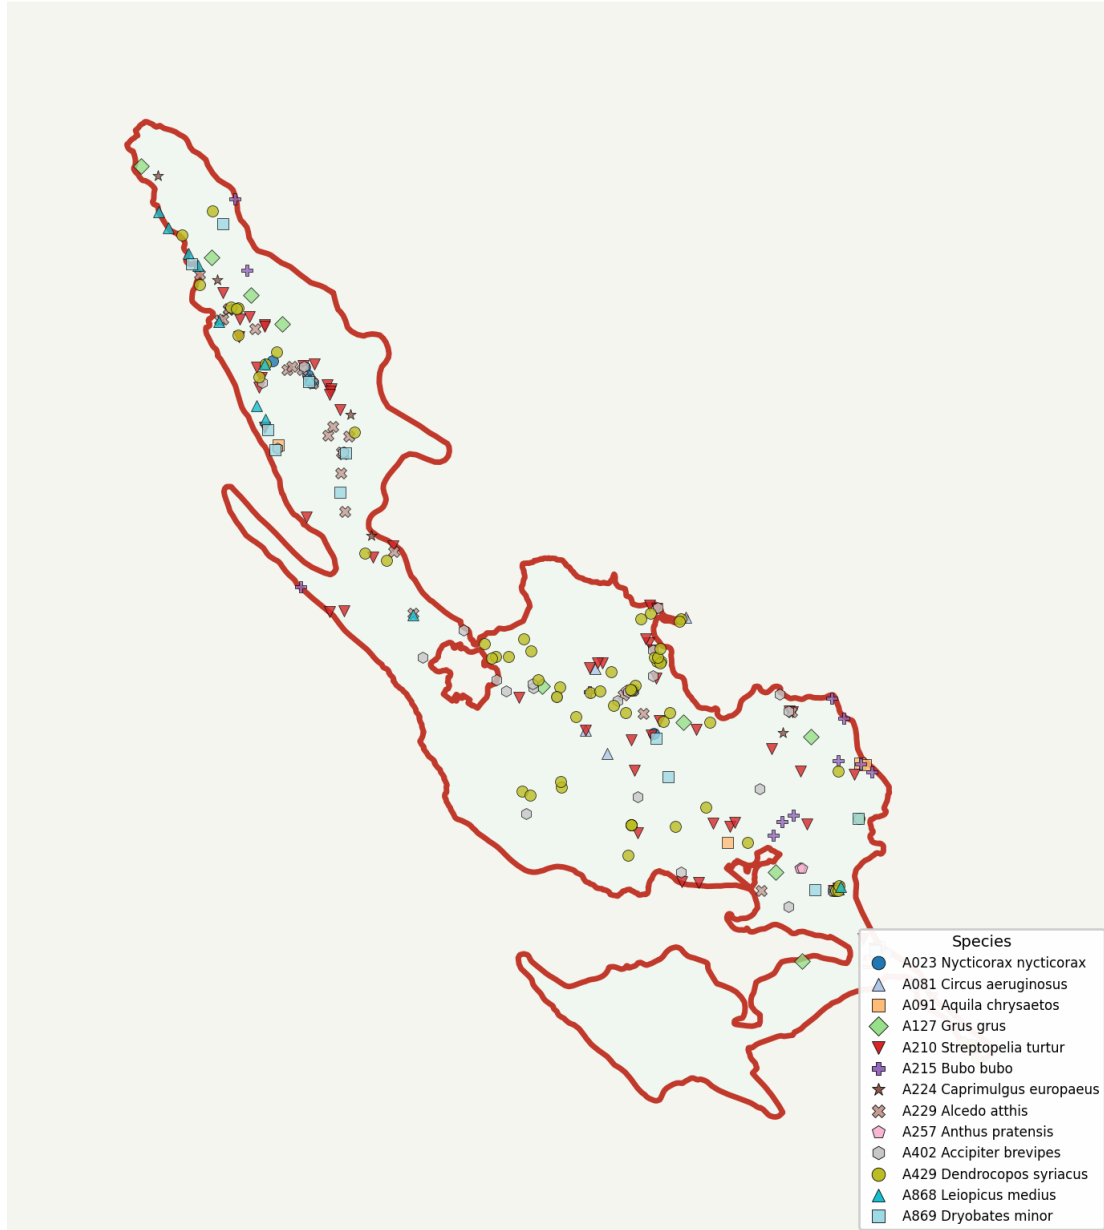 Species
A023 Nycticorax nycticorax
A081 Circus aeruginosus
A091 Aquila chrysaetos
A127 Grus grus
A210 Streptopelia turtur
A215 Bubo bubo
A224 Caprimulgus europaeus
A229 Alcedo atthis
A257 Anthus pratensis
A402 Accipiter brevipes
A429 Dendrocopos syriacus
A868 Leiopicus medius
A869 Dryobates minor